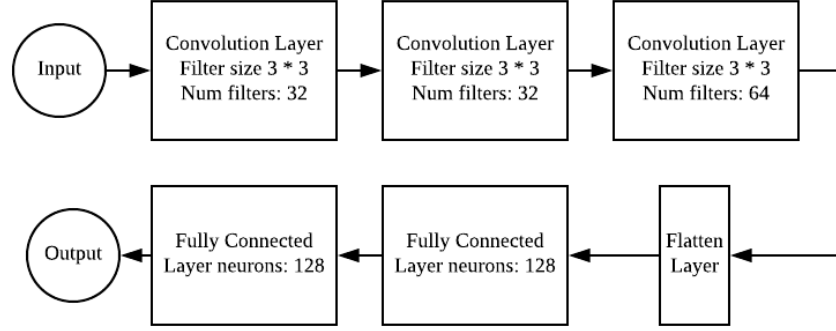 Input
Convolution Layer
Filter size 3 * 3
Num filters: 32
Convolution Layer
Filter size 3 * 3
Num filters: 32
Convolution Layer
Filter size 3 * 3
Num filters: 64
Flatten
Layer
Fully Connected
Layer neurons: 128
Fully Connected
Layer neurons: 128
Output